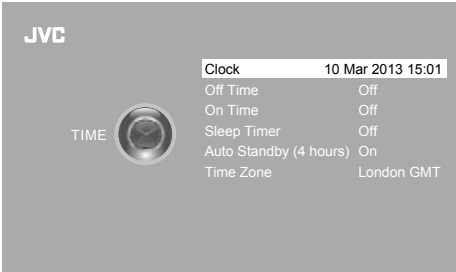 JVC
Clock 10 Mar 2013 15:01
Off Time Off
On Time Off
TIME
Sleep Timer Off
Auto Standby (4 hours) On
Time Zone London GMT